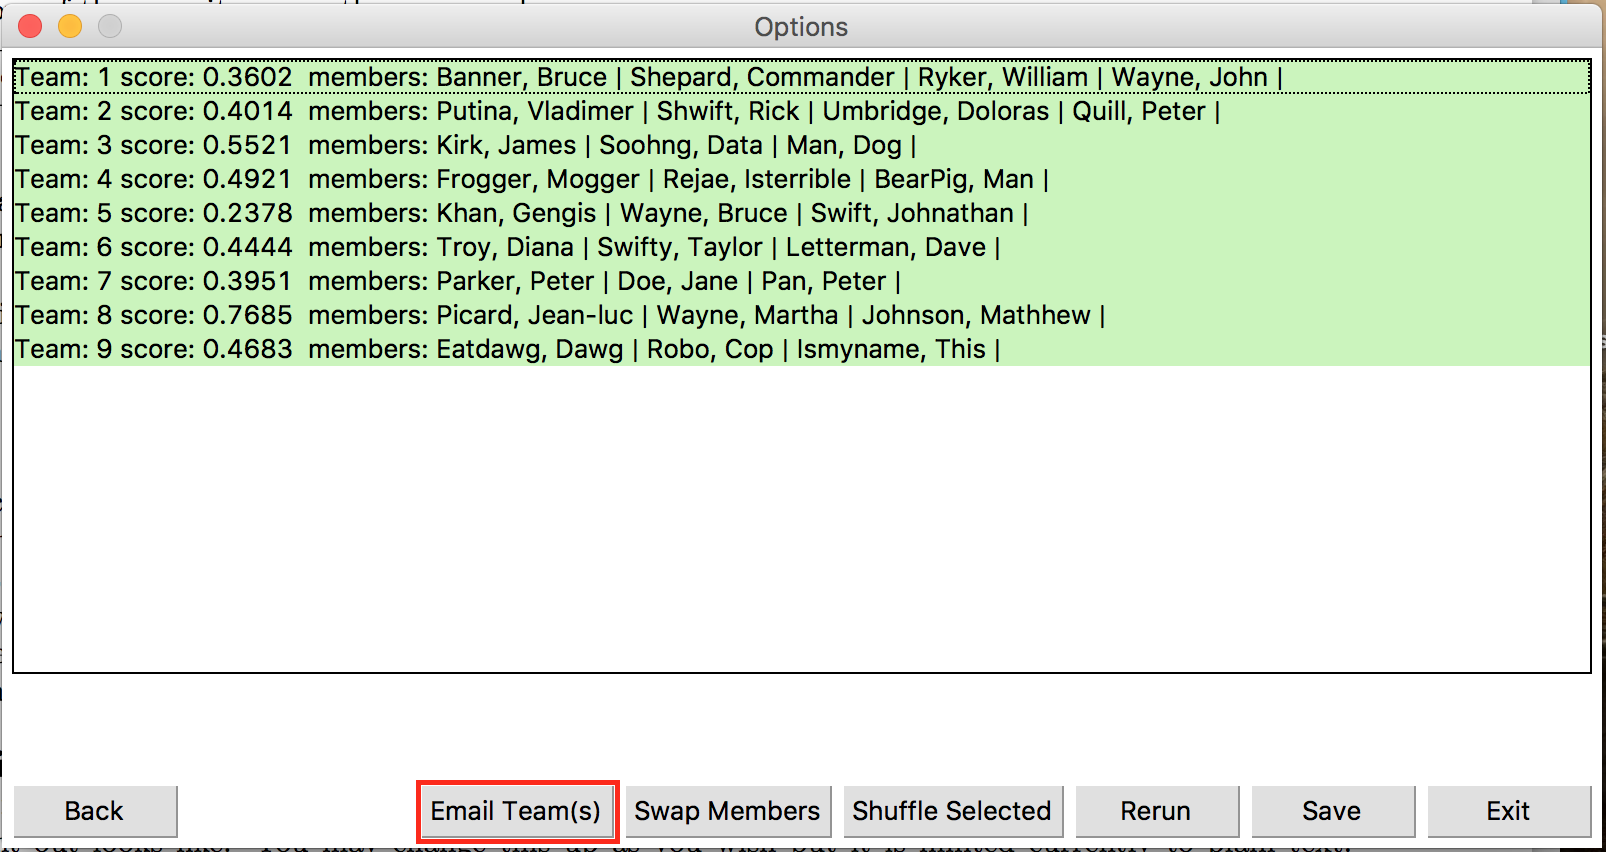 Options
Team: 1 score: 0.3602 members: Banner, Bruce | Shepard, Commander | Ryker, William | Wayne, John |
Team: 2 score: 0.4014 members: Putina, Vladimer | Shwift, Rick | Umbridge, Doloras | Quill, Peter |
Team: 3 score: 0.5521 members: Kirk, James | Soohng, Data | Man, Dog |
Team: 4 score: 0.4921 members: Frogger, Mogger | Rejae, Isterrible | BearPig, Man |
Team: 5 score: 0.2378 members: Khan, Gengis | Wayne, Bruce | Swift, Johnathan |
Team: 6 score: 0.4444 members: Troy, Diana | Swifty, Taylor | Letterman, Dave |
Team: 7 score: 0.3951 members: Parker, Peter | Doe, Jane | Pan, Peter |
Team: 8 score: 0.7685 members: Picard, Jean-luc | Wayne, Martha | Johnson, Mathhew |
Team: 9 score: 0.4683 members: Eatdawg, Dawg | Robo, Cop | Ismyname, This |
Back Email Team(s) Swap Members Shuffle Selected Rerun Save Exit